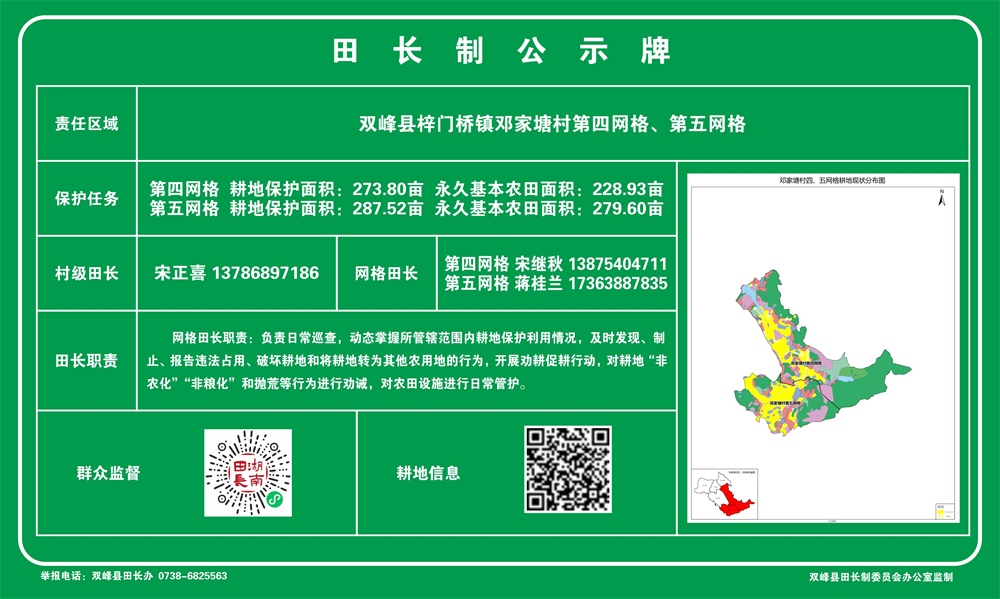 田长制公示牌
责任区域
双峰县梓门桥镇邓家塘村第四网格、第五网格
保护任务
第四网格 耕地保护面积：273.80亩 永久基本农田面积：228.93亩
第五网格 耕地保护面积：287.52亩 永久基本农田面积：279.60亩
村级田长
宋正喜 13786897186
网格田长
第四网格 宋继秋 13875404711
第五网格 蒋桂兰 17363887835
田长职责
网格田长职责：负责日常巡查，动态掌握所管辖范围内耕地保护利用情况，及时发现、制
止、报告违法占用、破坏耕地和将耕地转为其他农用地的行为，开展劝耕促耕行动，对耕地“非
农化”“非粮化”和抛荒等行为进行劝诫，对农田设施进行日常管护。
群众监督
湖南田長
耕地信息
邓家塘村四、五网格耕地现状分布图
N
邓家塘村第四网格
邓家塘村第五网格
举报电话：双峰县田长办 0738-6825563
双峰县田长制委员会办公室监制